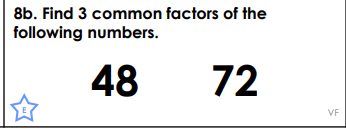 8b. Find 3 common factors of the
following numbers.
48 72
E
VF